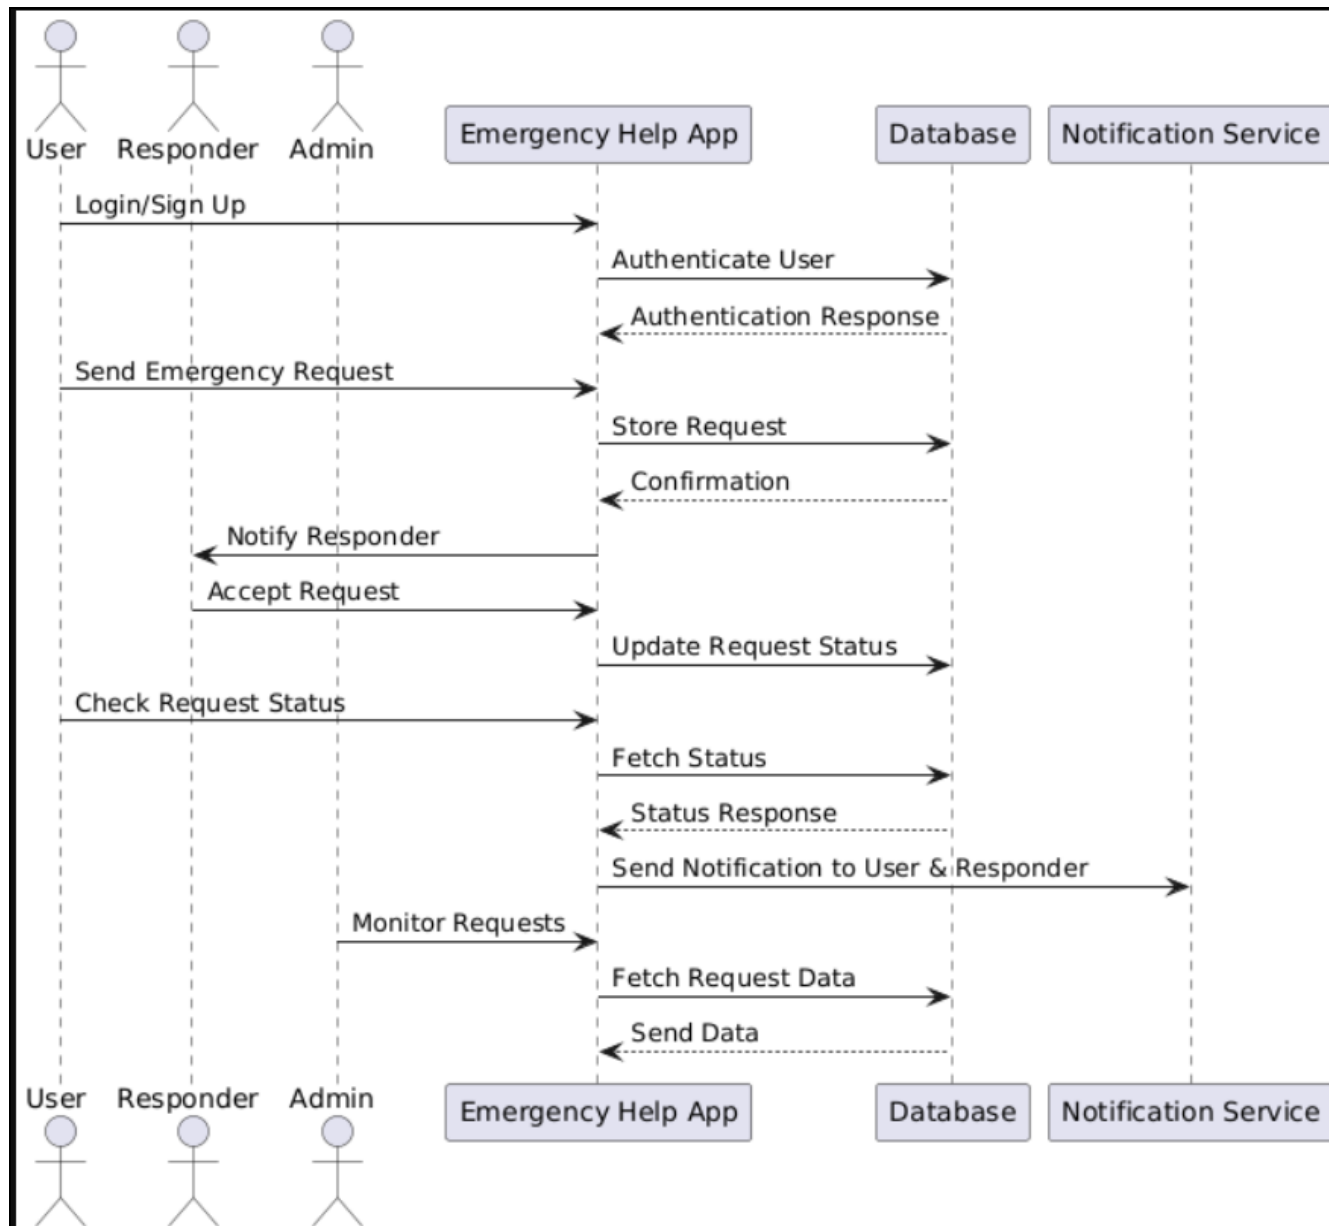 User Responder Admin Emergency Help App Database Notification Service
Login/Sign Up
Authenticate User
Authentication Response
Send Emergency Request
Store Request
Confirmation
Notify Responder
Accept Request
Update Request Status
Check Request Status
Fetch Status
Status Response
Send Notification to User & Responder
Monitor Requests
Fetch Request Data
Send Data
User Responder Admin Emergency Help App Database Notification Service